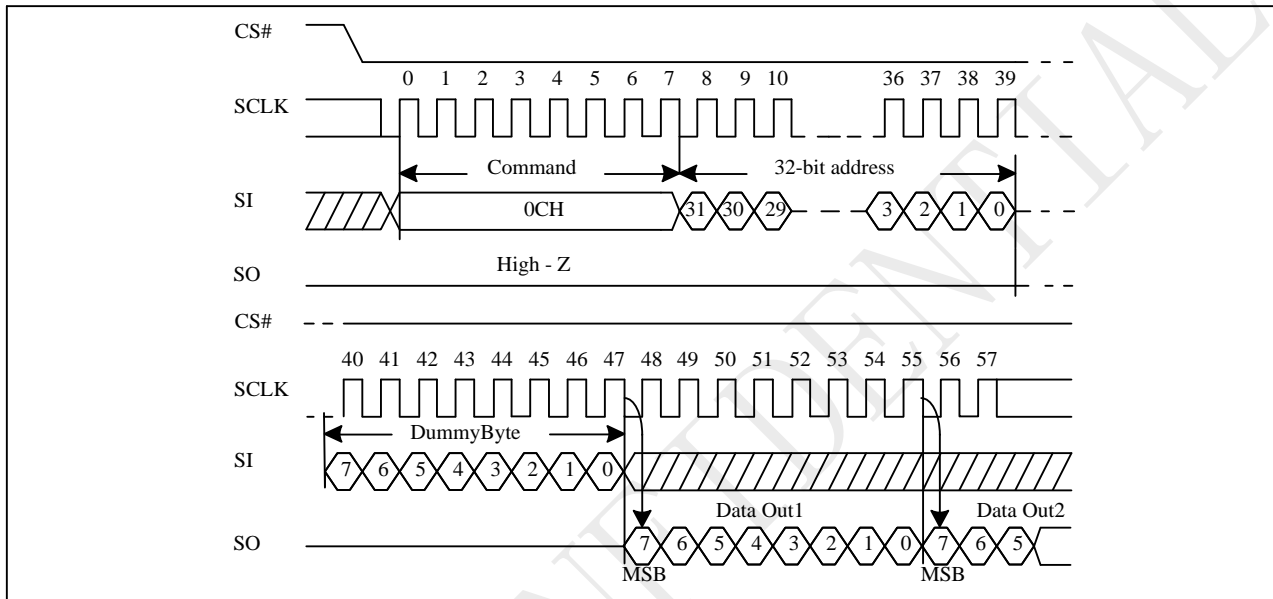 CS#
0 1 2 3 4 5 6 7 8 9 10 36 37 38 39
SCLK
Command 32-bit address
SI 0CH 31 30 29 3 2 1 0
High - Z
SO
CS#
40 41 42 43 44 45 46 47 48 49 50 51 52 53 54 55 56 57
SCLK
DummyByte
SI 7 6 5 4 3 2 1 0
Data Out1 Data Out2
SO 7 6 5 4 3 2 1 0 7 6 5
MSB MSB